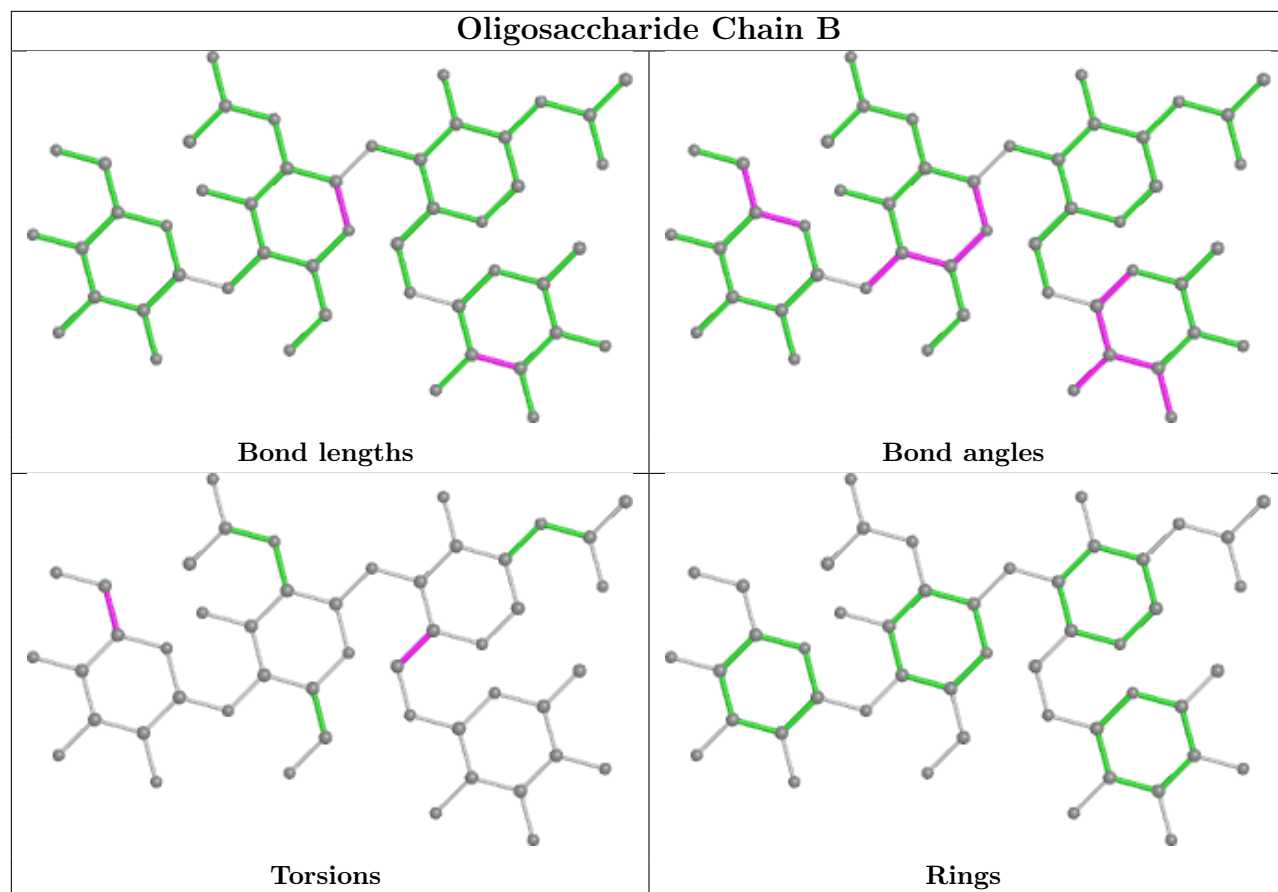 Oligosaccharide Chain B
Bond lengths
Bond angles
Torsions
Rings